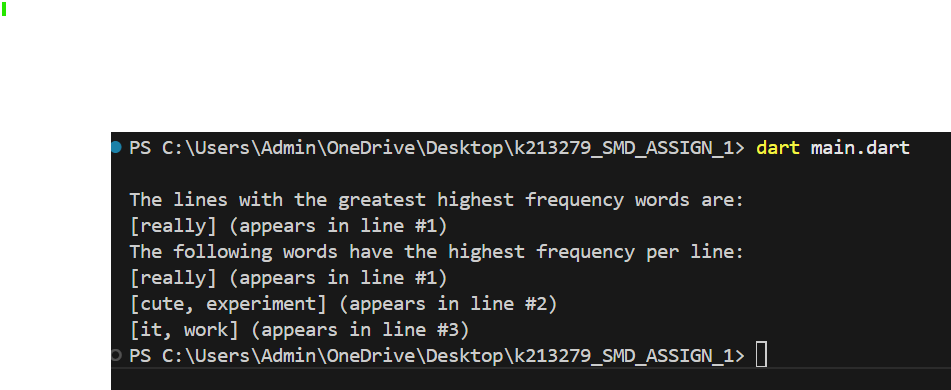 PS C:\Users\Admin\OneDrive\Desktop\k213279_SMD_ASSIGN_1> dart main.dart
The lines with the greatest highest frequency words are:
[really] (appears in line #1)
The following words have the highest frequency per line:
[really] (appears in line #1)
[cute, experiment] (appears in line #2)
[it, work] (appears in line #3)
PS C:\Users\Admin\OneDrive\Desktop\k213279_SMD_ASSIGN_1>